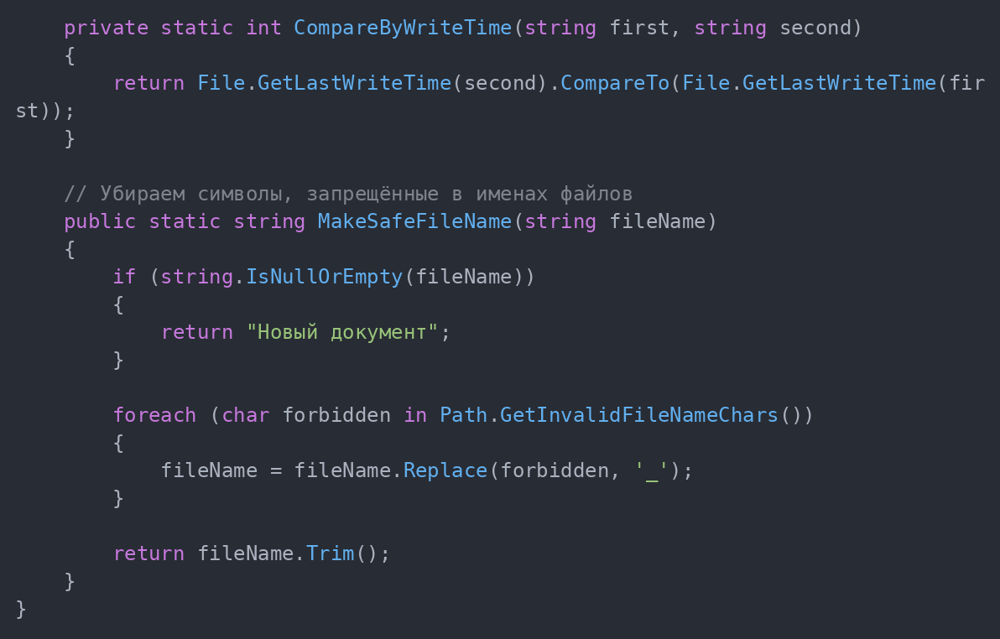 private static int CompareByWriteTime(string first, string second)
    {
        return File.GetLastWriteTime(second).CompareTo(File.GetLastWriteTime(fir
st));
    }

    // Убираем символы, запрещённые в именах файлов
    public static string MakeSafeFileName(string fileName)
    {
        if (string.IsNullOrEmpty(fileName))
        {
            return "Новый документ";
        }

        foreach (char forbidden in Path.GetInvalidFileNameChars())
        {
            fileName = fileName.Replace(forbidden, '_');
        }

        return fileName.Trim();
    }
}